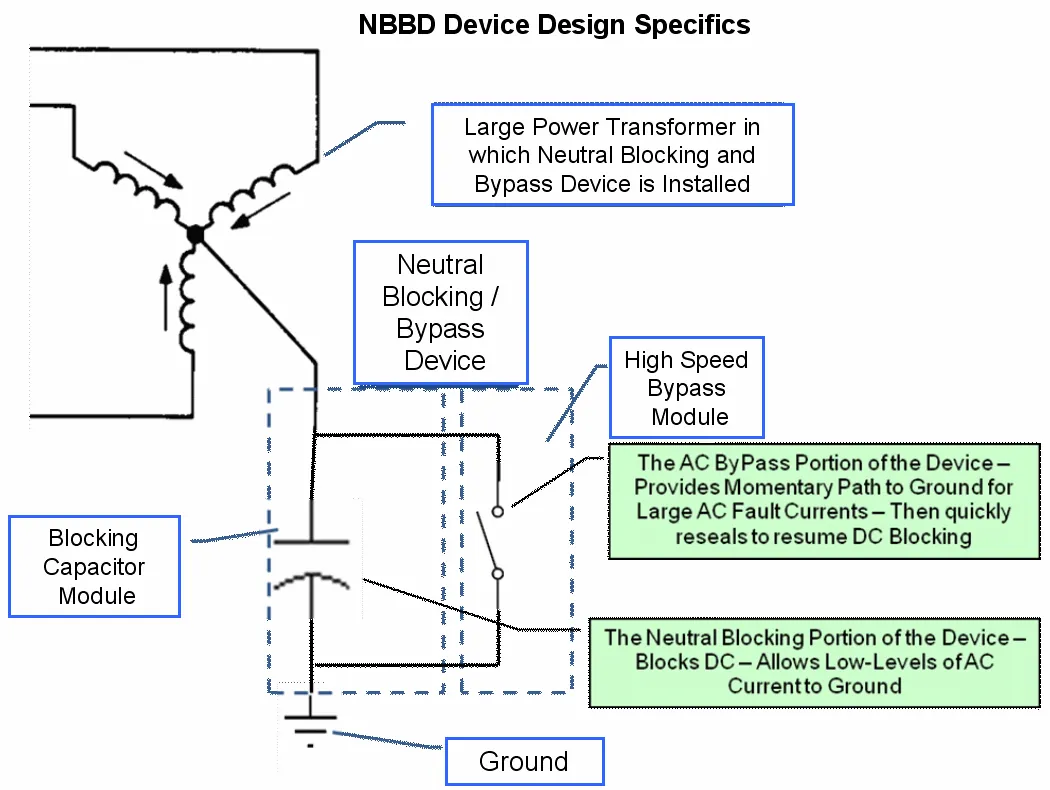 NBBD Device Design Specifics
Large Power Transformer in
which Neutral Blocking and
Bypass Device is Installed
Neutral
Blocking /
Bypass
Device
High Speed
Bypass
Module
The AC ByPass Portion of the Device –
Provides Momentary Path to Ground for
Large AC Fault Currents – Then quickly
reseals to resume DC Blocking
Blocking
Capacitor
Module
The Neutral Blocking Portion of the Device –
Blocks DC – Allows Low-Levels of AC
Current to Ground
Ground